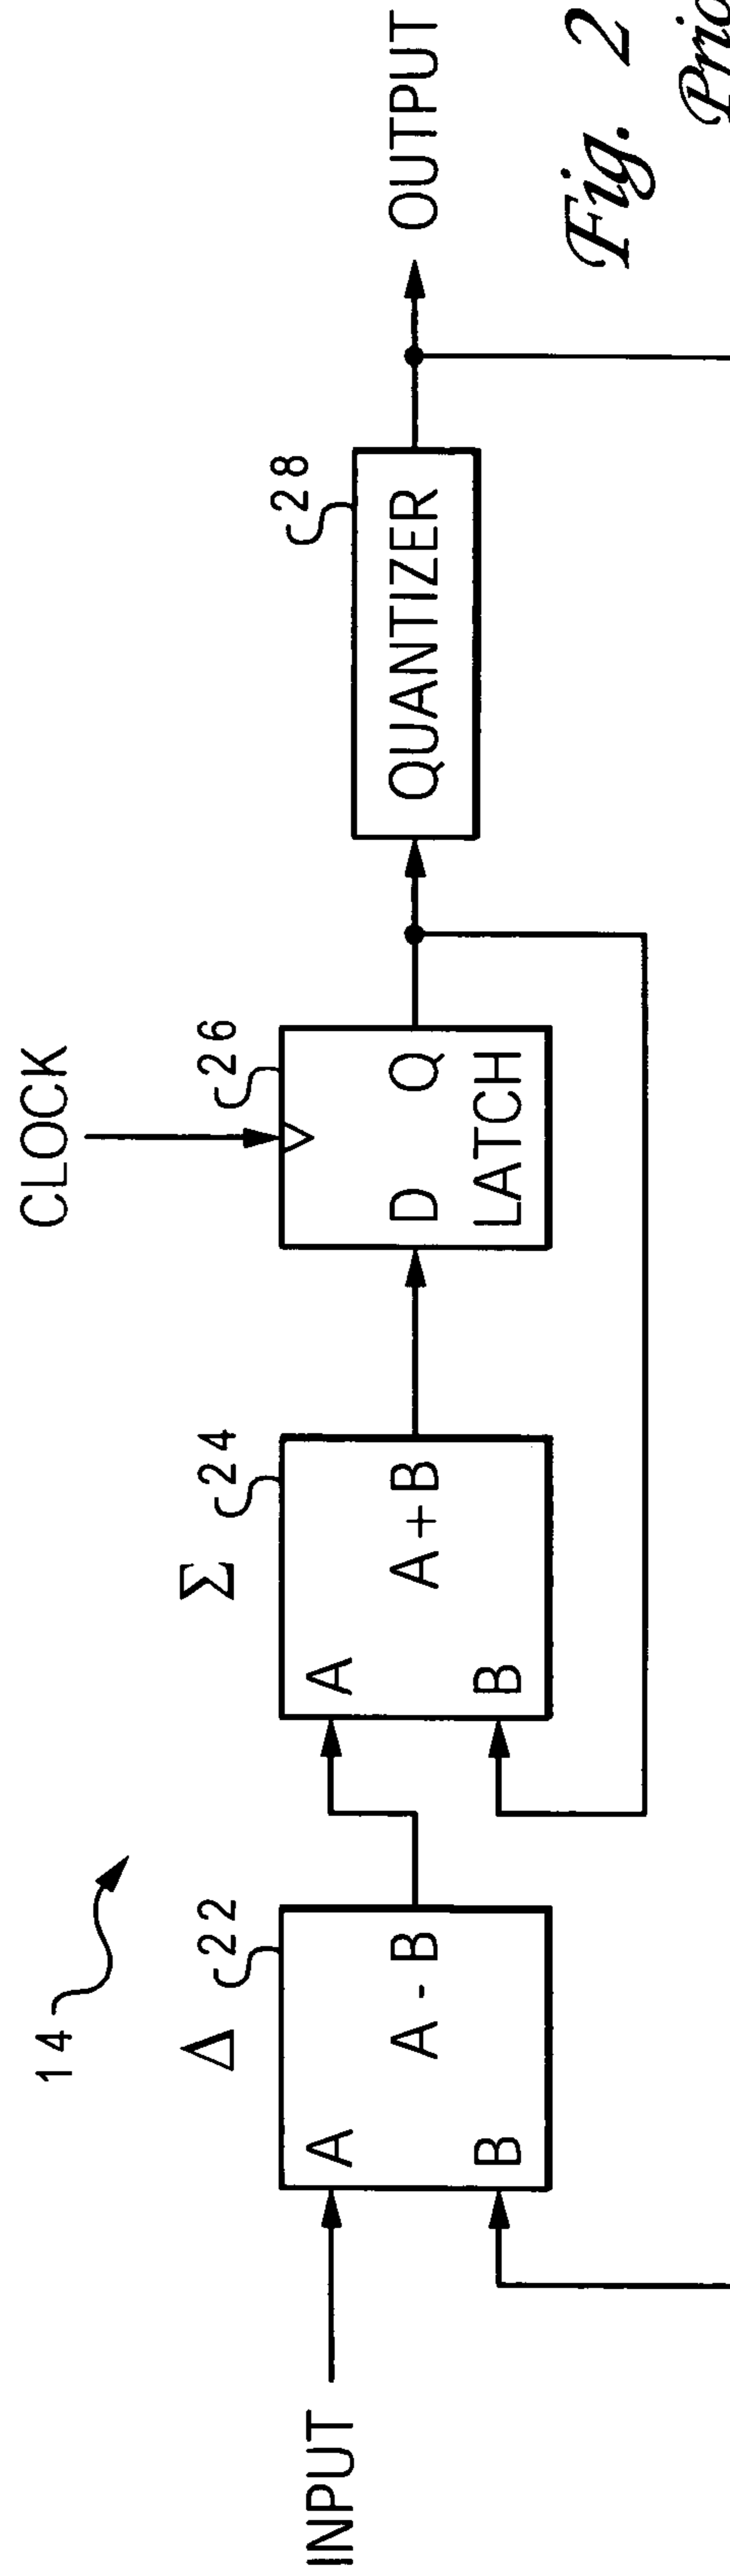 14
CLOCK
Δ
22
Σ
24
26
28
INPUT
A
B
A - B
A
B
A + B
D
Q
LATCH
QUANTIZER
OUTPUT
Fig. 2